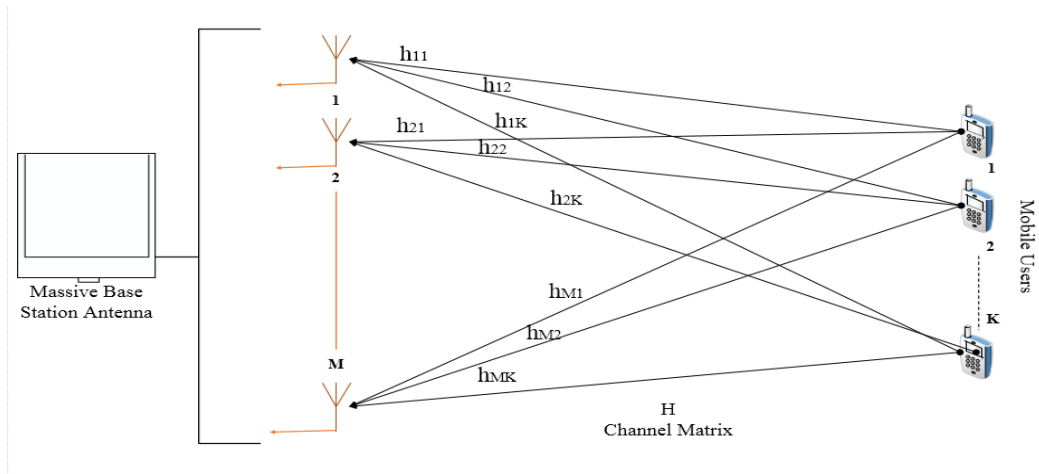 h11
h12
h1K
1
h21
h22
2
h2K
1
2
Mobile Users
Massive Base
Station Antenna
hM1
hM2
K
M
hMK
H
Channel Matrix